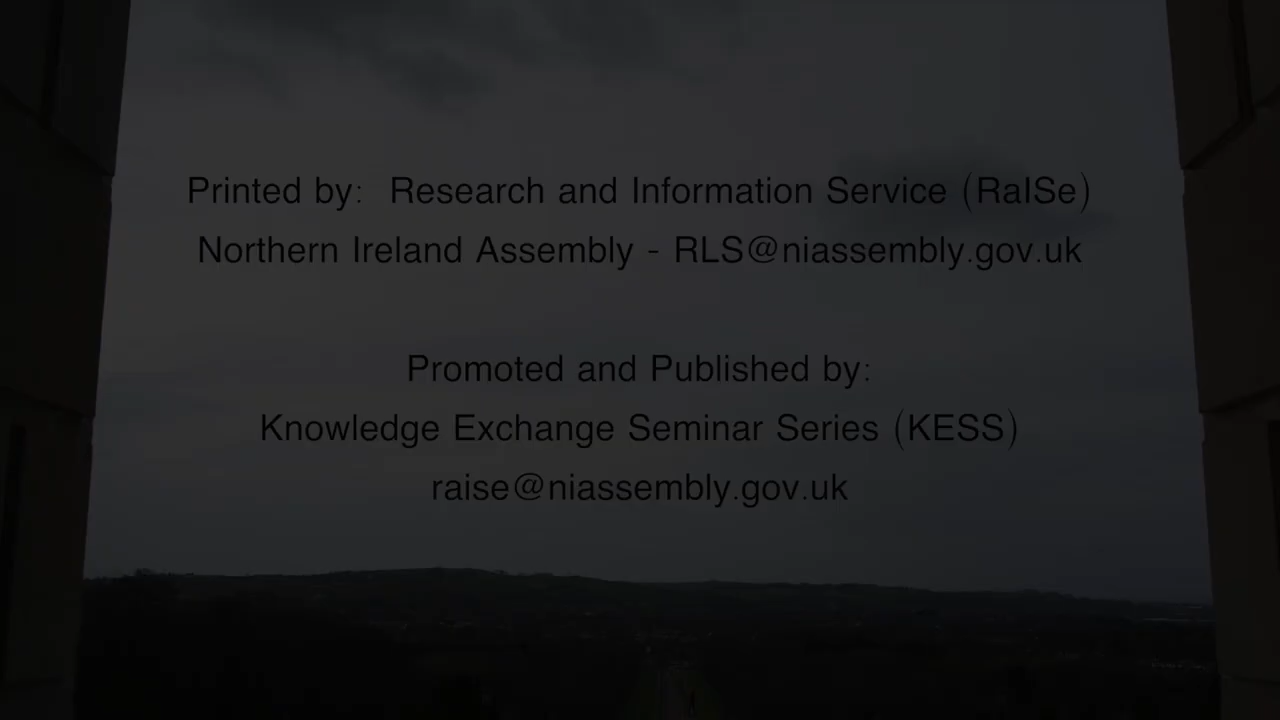 Printed by:  Research and Information Service (RaISe)
Northern Ireland Assembly - RLS@niassembly.gov.uk
Promoted and Published by:
Knowledge Exchange Seminar Series (KESS)
raise@niassembly.gov.uk